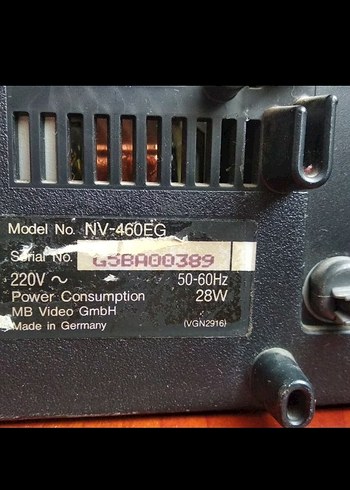 Model No. NV-460EG
Serial No. G5BA00389
220V ~ 50-60Hz
Power Consumption 28W
MB Video GmbH
Made in Germany (VGN2916)